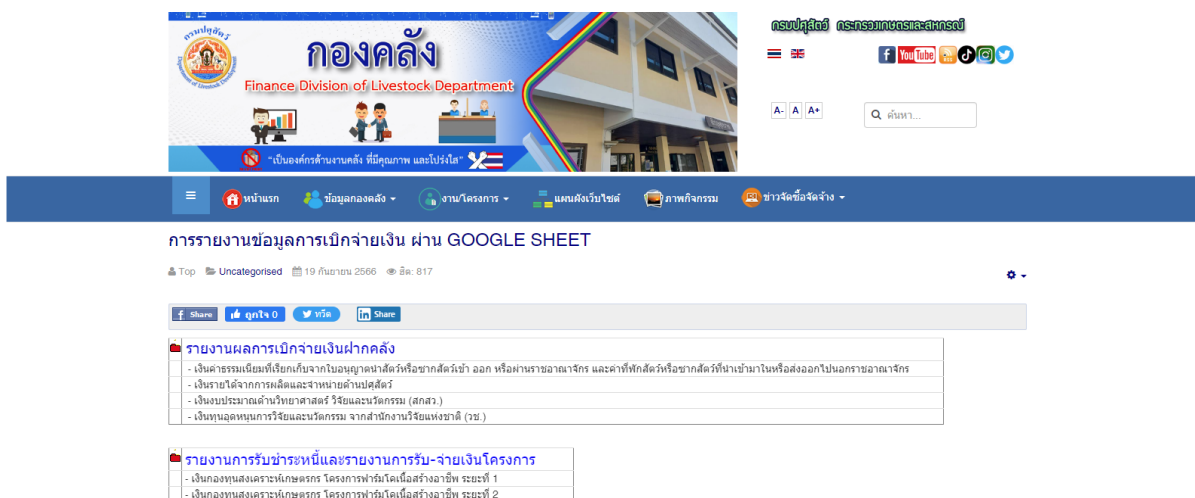 กรมปศุสัตว์ กระทรวงเกษตรและสหกรณ์
กรมปศุสัตว์
กองคลัง
Finance Division of Livestock Department
"เป็นองค์กรด้านงานคลัง ที่มีคุณภาพ และโปร่งใส"
You Tube
A- A A+
ค้นหา...
หน้าแรก ข้อมูลกองคลัง งาน/โครงการ แผนผังเว็บไซต์ ภาพกิจกรรม ข่าวจัดซื้อจัดจ้าง
การรายงานข้อมูลการเบิกจ่ายเงิน ผ่าน GOOGLE SHEET
Top Uncategorised 19 กันยายน 2566 ฮิต: 817
f Share ถูกใจ 0 ทวีต in Share
รายงานผลการเบิกจ่ายเงินฝากคลัง
- เงินค่าธรรมเนียมที่เรียกเก็บจากใบอนุญาตนำสัตว์หรือซากสัตว์เข้า ออก หรือผ่านราชอาณาจักร และค่าที่พักสัตว์หรือซากสัตว์ที่นำเข้ามาในหรือส่งออกไปนอกราชอาณาจักร
- เงินรายได้จากการผลิตและจำหน่ายด้านปศุสัตว์
- เงินงบประมาณด้านวิทยาศาสตร์ วิจัยและนวัตกรรม (สกสว.)
- เงินทุนอุดหนุนการวิจัยและนวัตกรรม จากสำนักงานวิจัยแห่งชาติ (วช.)
รายงานการรับชำระหนี้และรายงานการรับ-จ่ายเงินโครงการ
- เงินกองทุนสงเคราะห์เกษตรกร โครงการฟาร์มโคเนื้อสร้างอาชีพ ระยะที่ 1
- เงินกองทุนสงเคราะห์เกษตรกร โครงการฟาร์มโคเนื้อสร้างอาชีพ ระยะที่ 2